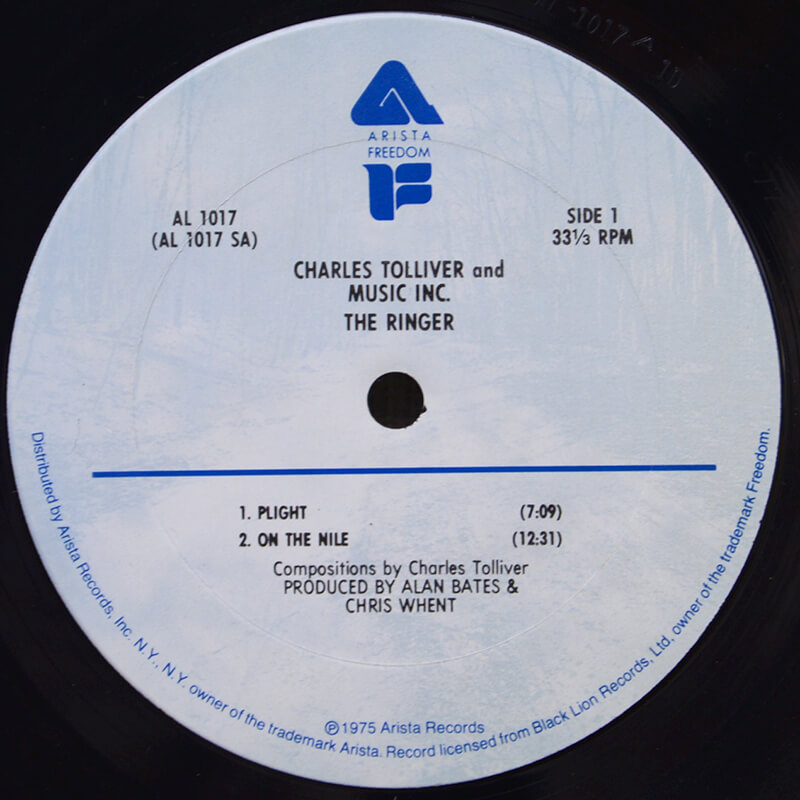 ARISTA
FREEDOM
AL 1017
(AL 1017 SA)
SIDE 1
33⅓ RPM
CHARLES TOLLIVER and
MUSIC INC.
THE RINGER
1. PLIGHT (7:09)
2. ON THE NILE (12:31)
Compositions by Charles Tolliver
PRODUCED BY ALAN BATES &
CHRIS WHENT
℗1975 Arista Records
Distributed by Arista Records, Inc. N.Y., N.Y. owner of the trademark Arista. Record licensed from Black Lion Records, Ltd, owner of the trademark Freedom.